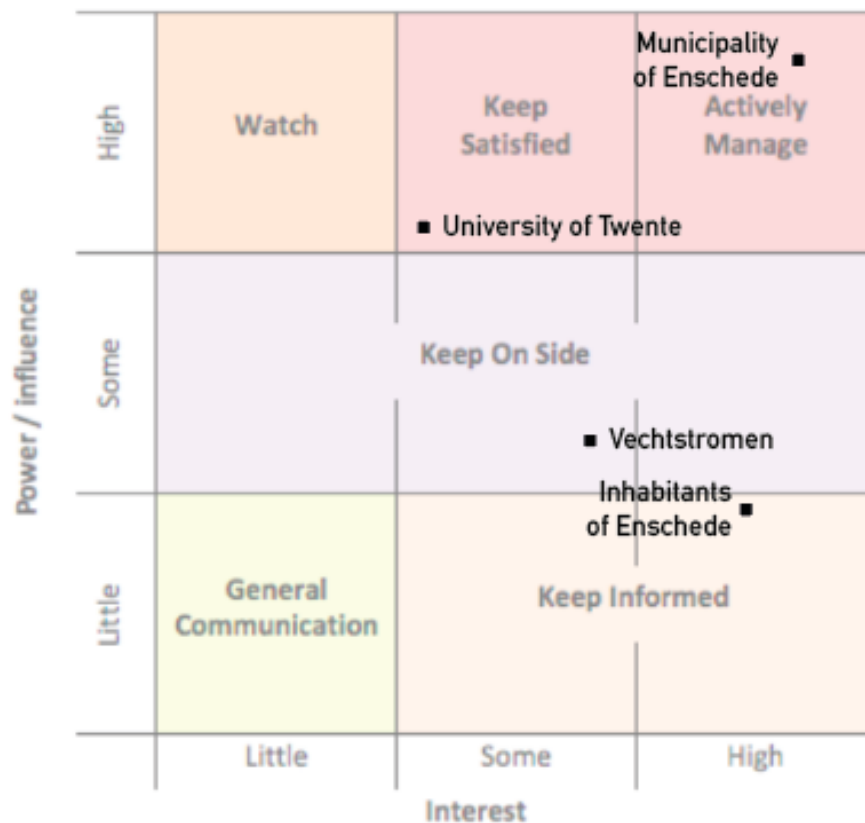 Municipality
of Enschede
High
Watch
Keep
Satisfied
Actively
Manage
University of Twente
Power / influence
Some
Keep On Side
Vechtstromen
Inhabitants
of Enschede
Little
General
Communication
Keep Informed
Little
Some
High
Interest